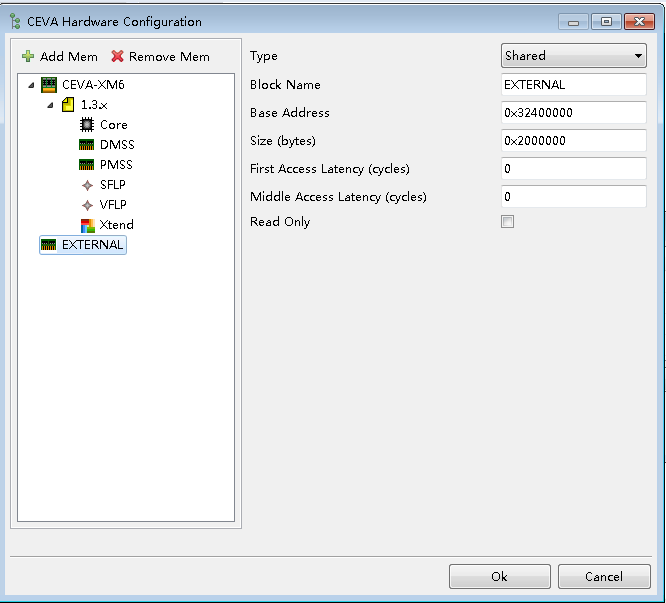 CEVA Hardware Configuration
Add Mem Remove Mem
CEVA-XM6
1.3.x
Core
DMSS
PMSS
SFLP
VFLP
Xtend
EXTERNAL
Type Shared
Block Name EXTERNAL
Base Address 0x32400000
Size (bytes) 0x2000000
First Access Latency (cycles) 0
Middle Access Latency (cycles) 0
Read Only
Ok Cancel